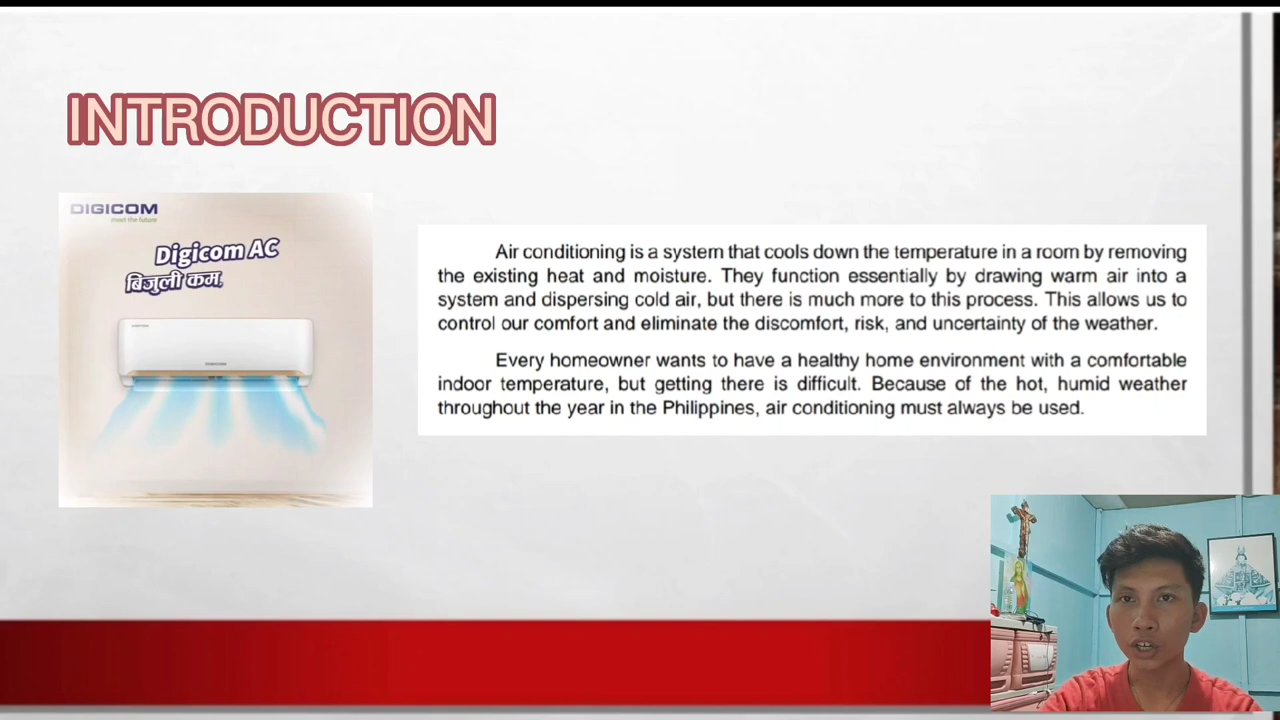 INTRODUCTION
DIGICOM
meet the future
Digicom AC
बिजुली कम,
DIGICOM
Air conditioning is a system that cools down the temperature in a room by removing
the existing heat and moisture. They function essentially by drawing warm air into a
system and dispersing cold air, but there is much more to this process. This allows us to
control our comfort and eliminate the discomfort, risk, and uncertainty of the weather.
Every homeowner wants to have a healthy home environment with a comfortable
indoor temperature, but getting there is difficult. Because of the hot, humid weather
throughout the year in the Philippines, air conditioning must always be used.